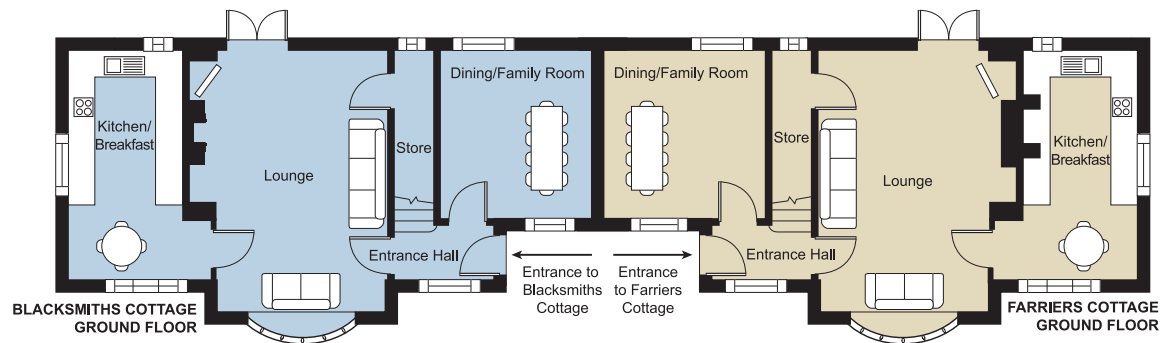 Dining/Family Room
Dining/Family Room
Kitchen/
Breakfast
Kitchen/
Breakfast
Store
Store
Lounge
Lounge
Entrance Hall
Entrance Hall
Entrance to
Blacksmiths
Cottage
Entrance
to Farriers
Cottage
BLACKSMITHS COTTAGE
GROUND FLOOR
FARRIERS COTTAGE
GROUND FLOOR